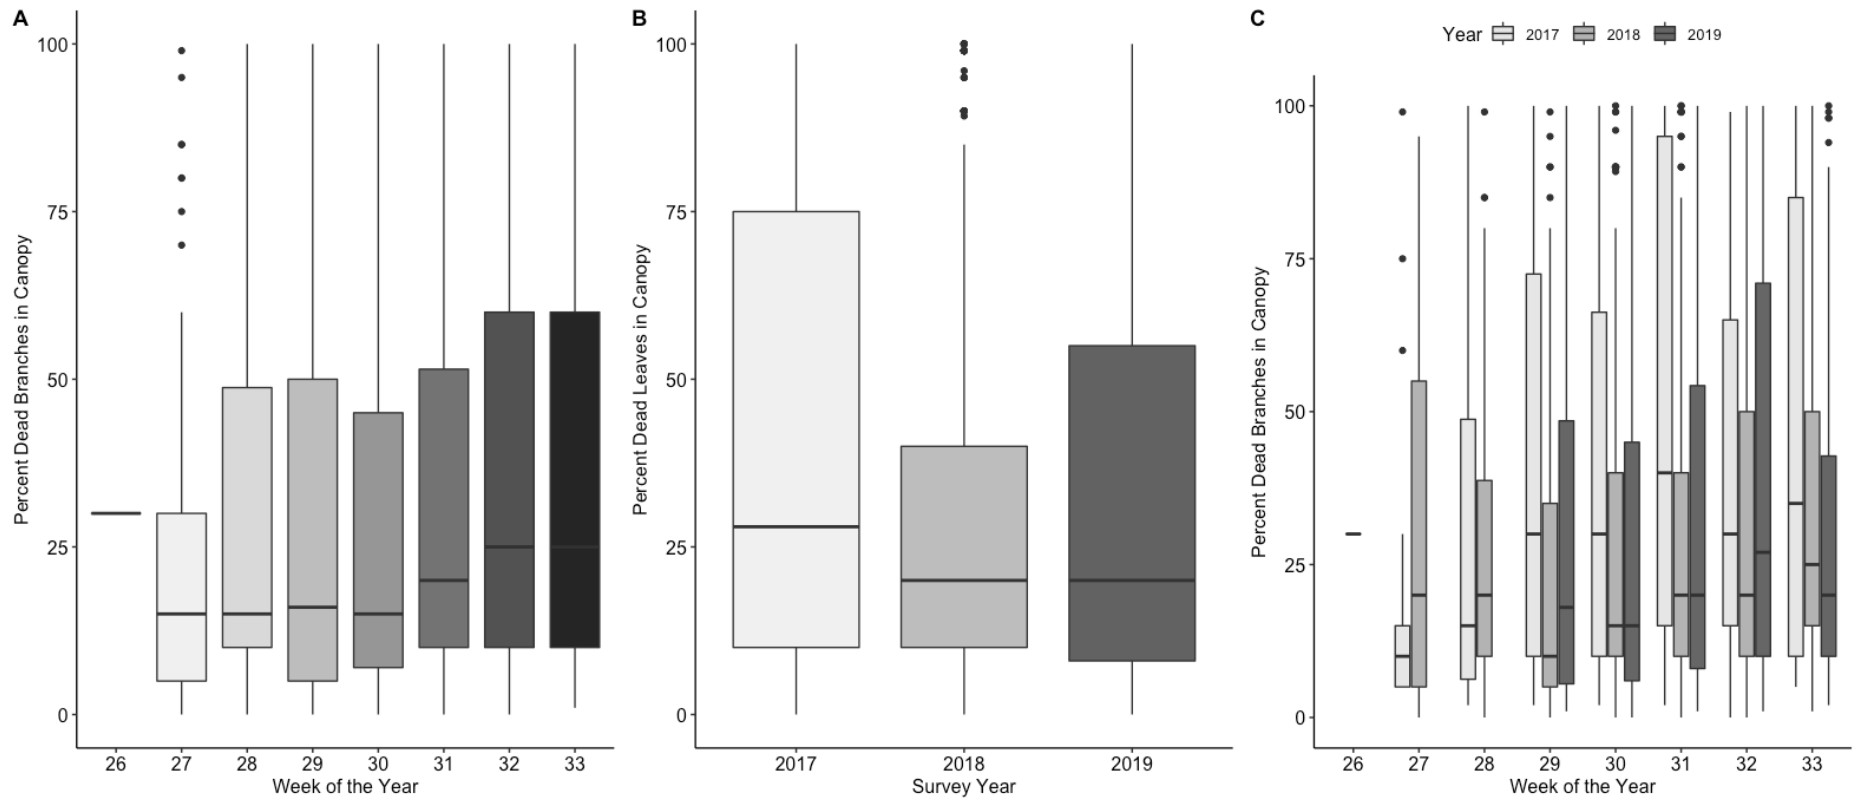 A
Percent Dead Branches in Canopy
100
75
50
25
0
26 27 28 29 30 31 32 33
Week of the Year
B
Percent Dead Leaves in Canopy
100
75
50
25
0
2017 2018 2019
Survey Year
C
Year 2017 2018 2019
Percent Dead Branches in Canopy
100
75
50
25
0
26 27 28 29 30 31 32 33
Week of the Year